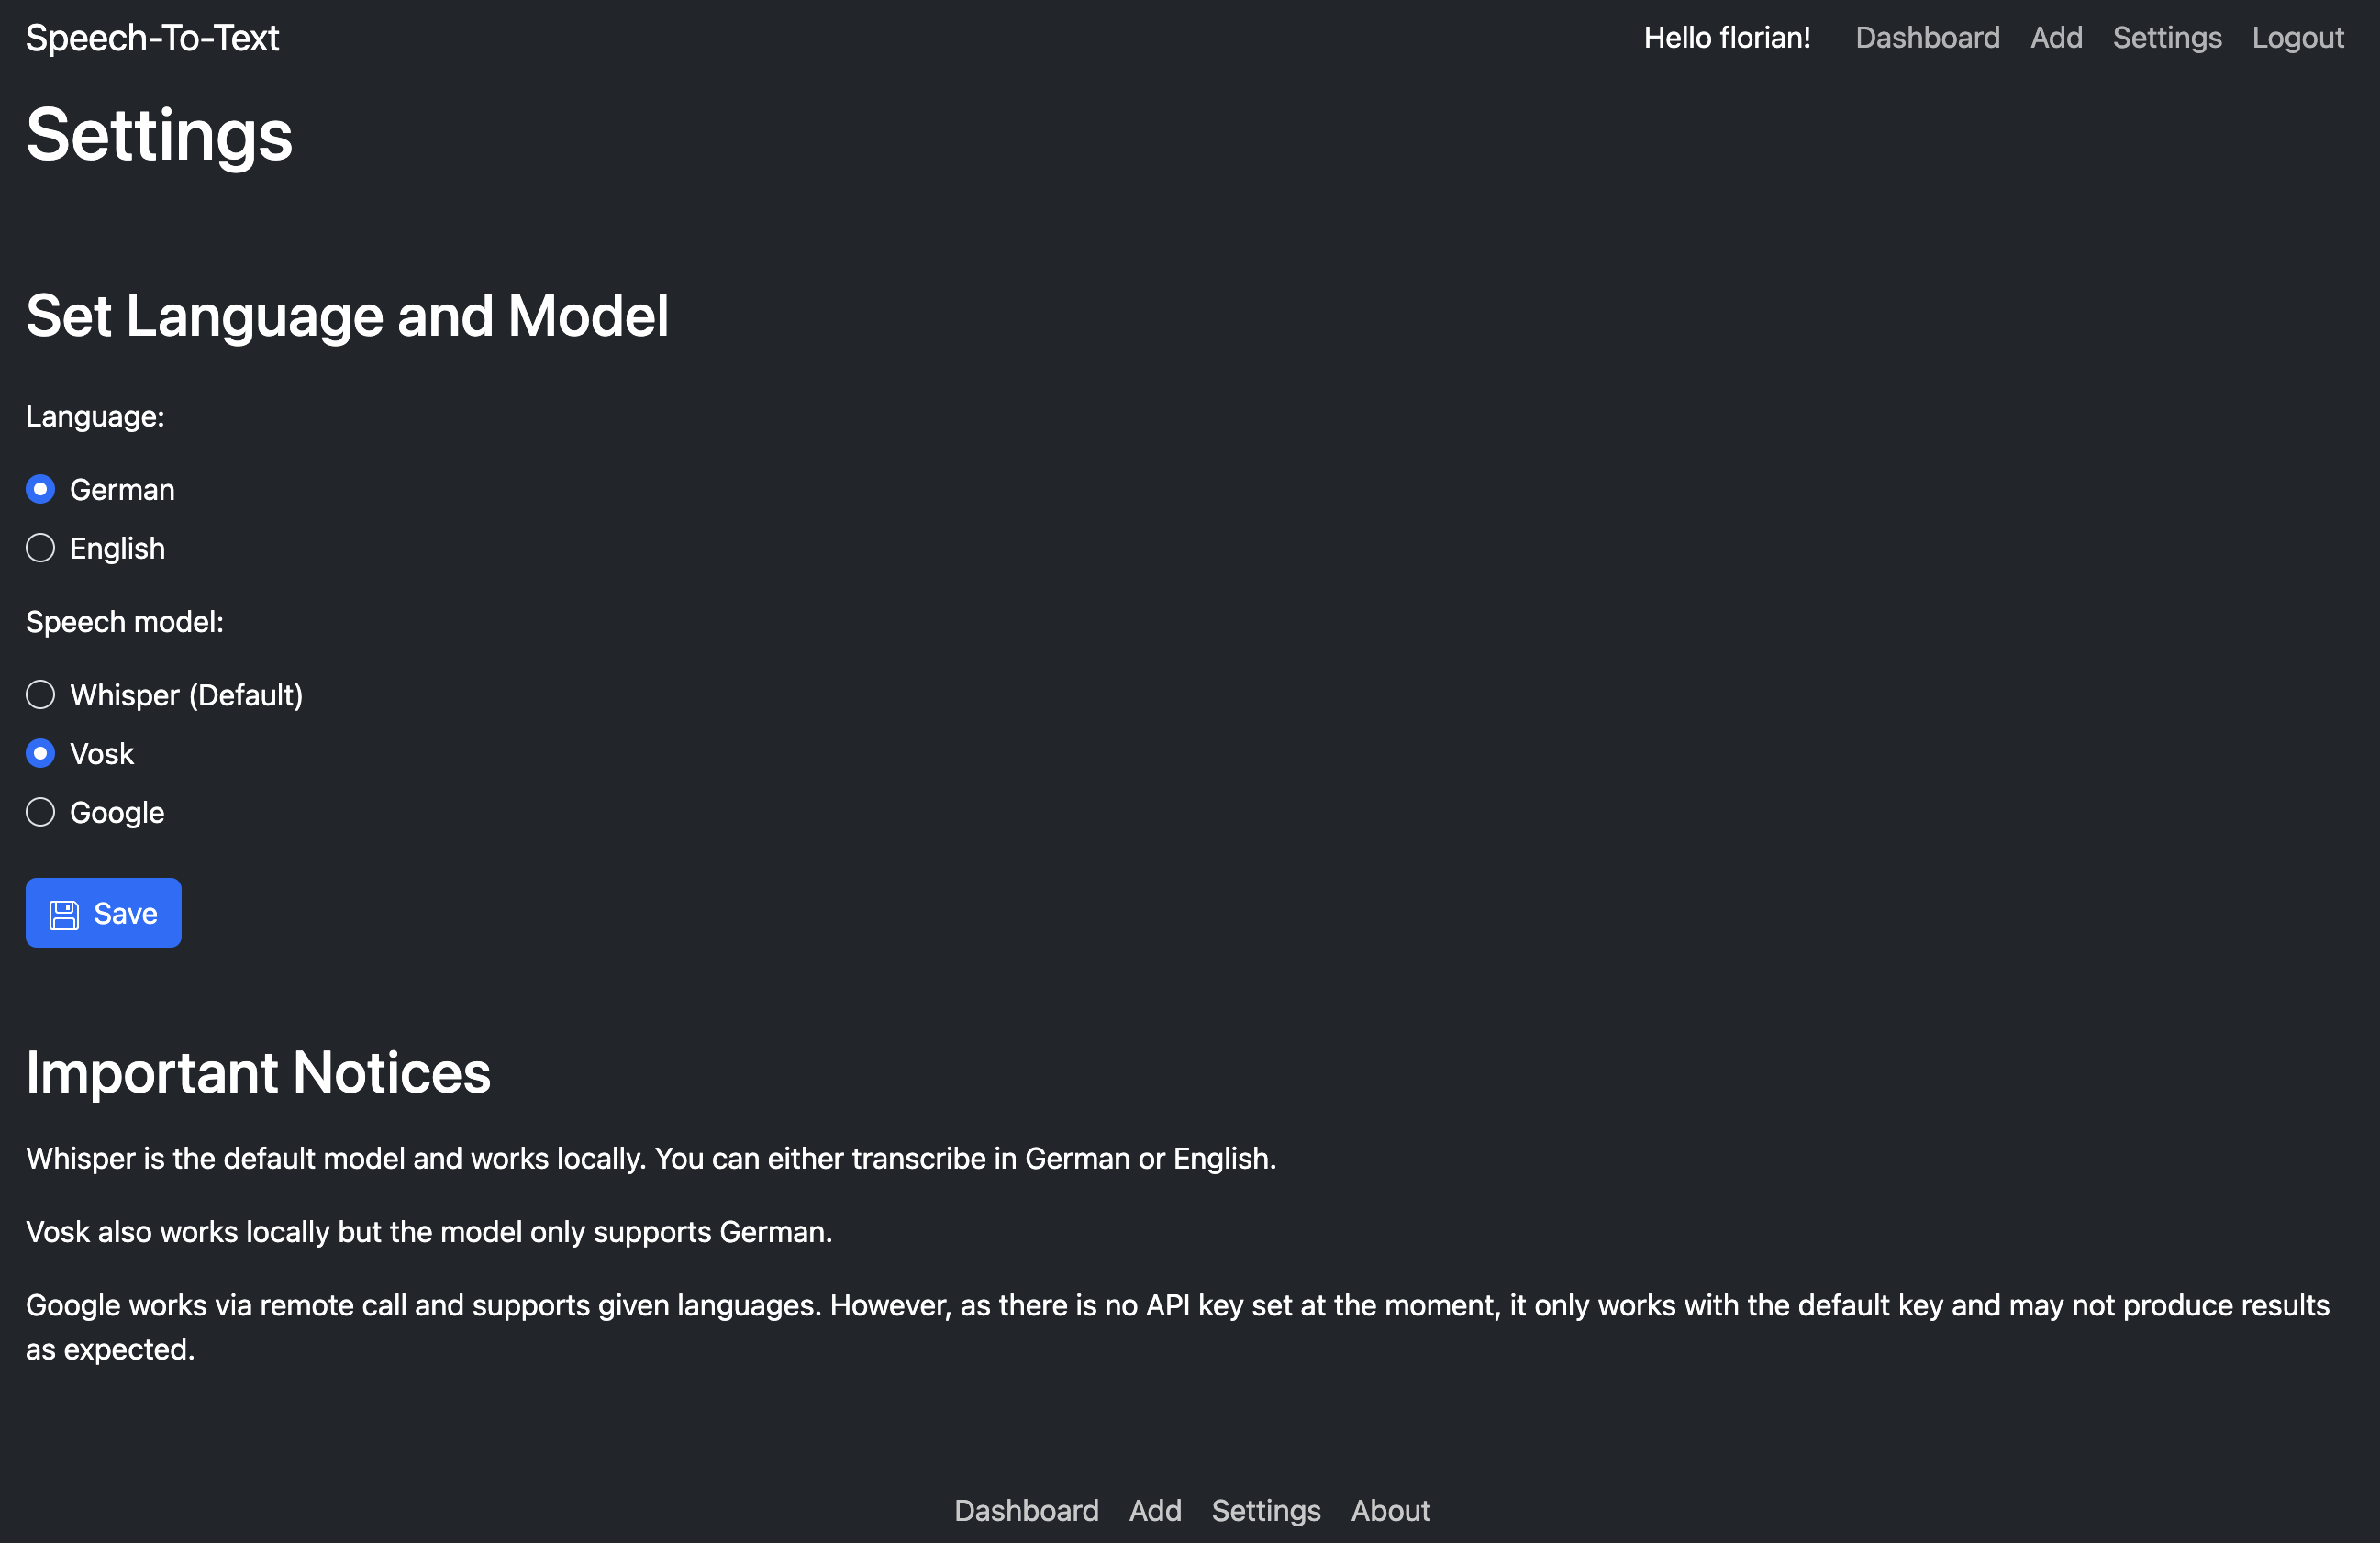 Speech-To-Text
Hello florian! Dashboard Add Settings Logout
Settings
Set Language and Model
Language:
German
English
Speech model:
Whisper (Default)
Vosk
Google
Save
Important Notices
Whisper is the default model and works locally. You can either transcribe in German or English.
Vosk also works locally but the model only supports German.
Google works via remote call and supports given languages. However, as there is no API key set at the moment, it only works with the default key and may not produce results
as expected.
Dashboard Add Settings About